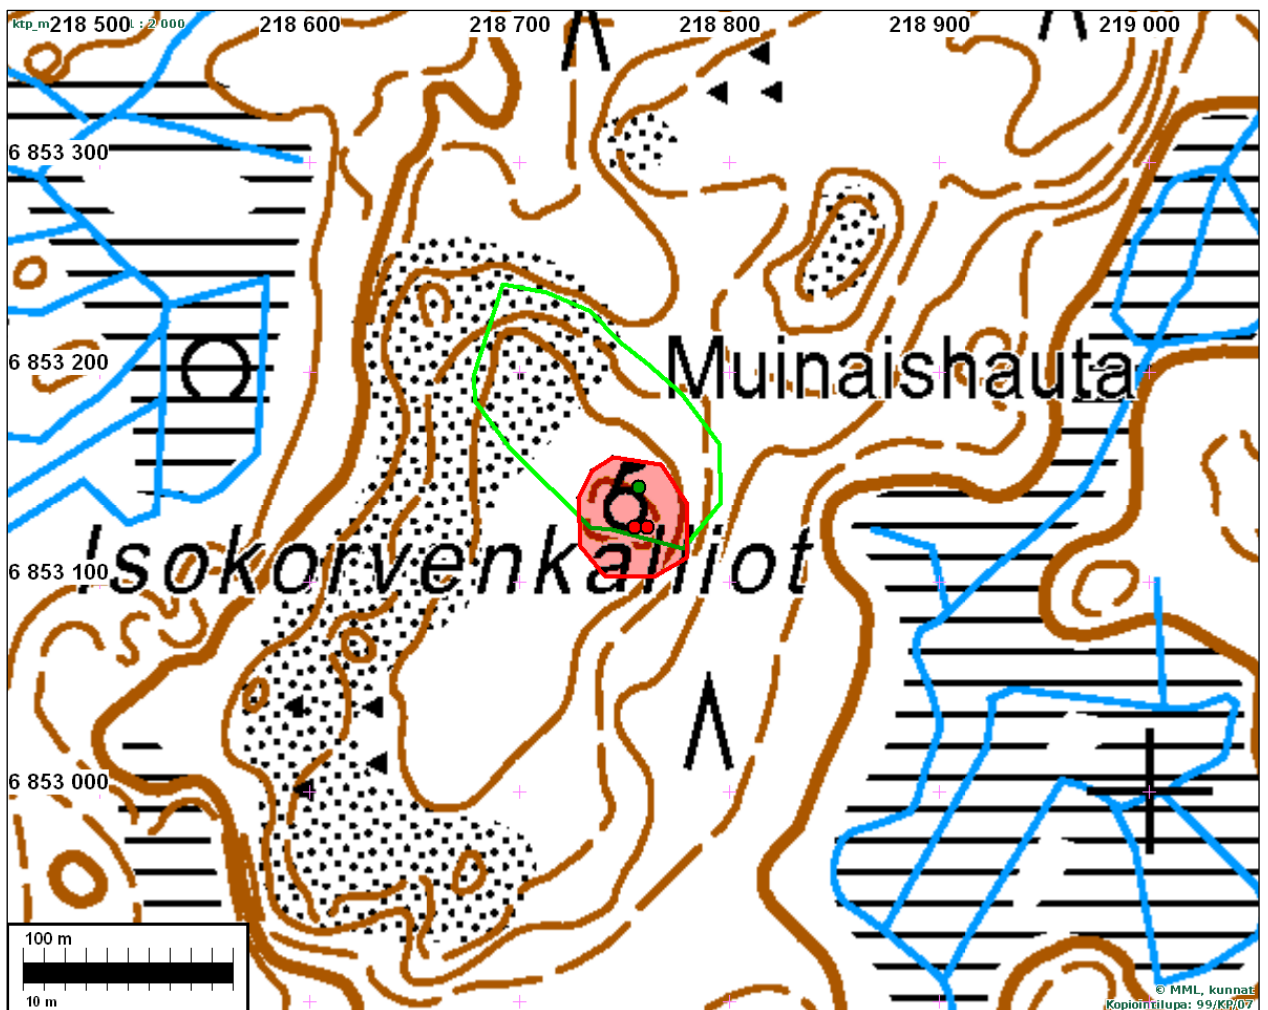 ktp_m 1 : 2 000
218 500 218 600 218 700 218 800 218 900 219 000
6 853 300
6 853 200
Muinaishauta
Isokorvenkalliot
6 853 100
6 853 000
100 m
10 m
© MML, kunnat
Kopiointilupa: 99/KP/07